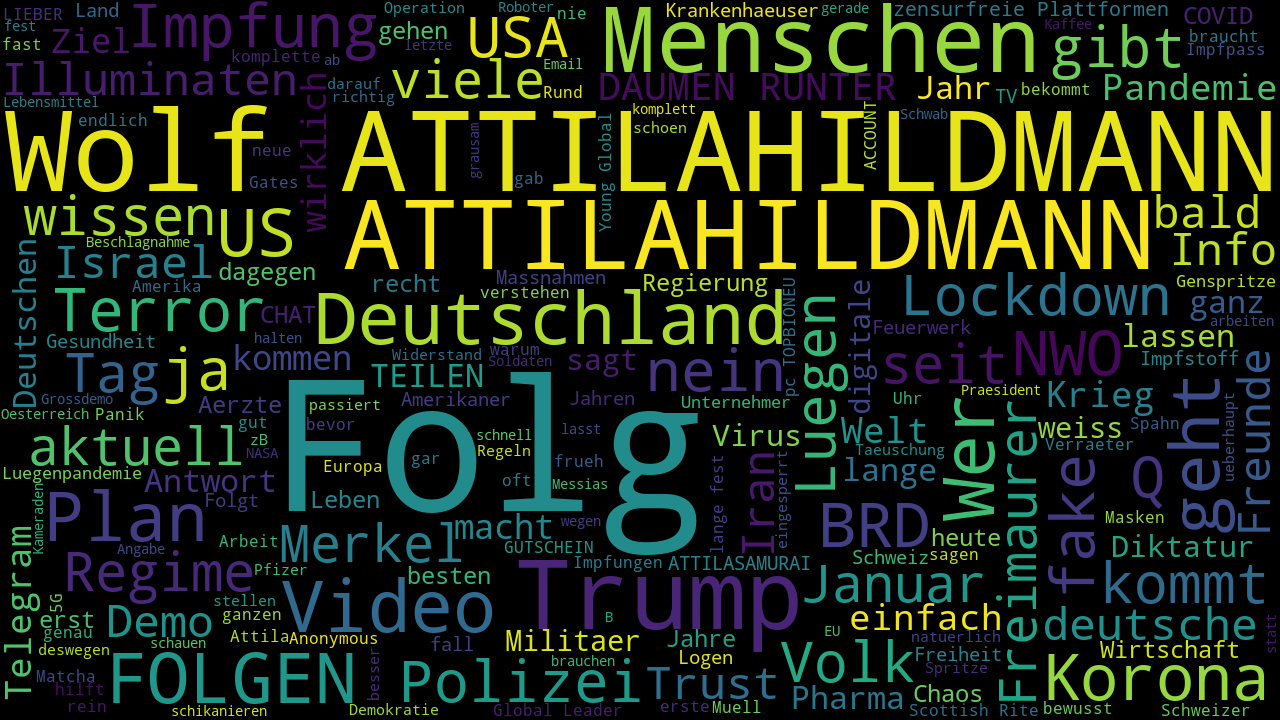 LIEBER Land Impfung Operation Roboter nie Krankenhaeuser gerade zensurfreie Plattformen COVID
fest gehen USA Menschen Kaffee gibt braucht
fast Ziel letzte Impfpass
komplette ab Email
Illuminaten viele DAUMEN RUNTER Jahr TV bekommt Pandemie
darauf
richtig Rund
Lebensmittel wirklich komplett ACCOUNT Schwab
endlich schoen
Wolf ATTILAHILDMANN
neue grausam Young Global
Gates gab
wissen US ATTILAHILDMANN bald
Beschlagnahme Info
Deutschen Israel dagegen
Amerika recht Massnahmen Regierung Genspritze
Terror CHAT Deutschland verstehen pc TOPBIONEU digitale Lockdown ganz
Gesundheit Feuerwerk arbeiten
halten Widerstand warum lassen
Tag ja kommen Soldaten sagt nein Luegen seit NWO Impfstoff
TEILEN
Grossdemo Aerzte passiert Amerikaner Jahren Unternehmer Uhr Praesident Krieg Freunde
Oesterreich Panik bevor
gut Folg schnell lasst Virus Welt wer weiss Spahn geht ueberhaupt
aktuell zB Regeln Taeuschung Verraeter
NASA Europa gar frueh
Luegenpandemie Antwort oft Messias lange fest Iran eingesperrt lange Freimaurer fake Q
Kameraden Folgt Leben
Plan wegen BRD Masken
Telegram Angabe Arbeit Merkel macht heute Diktatur
GUTSCHEIN
Regime Pfizer besten Impfungen ATTILASAMURAI Schweiz sagen
5G stellen Video Trump Januar kommt
erst Demo ganzen B einfach deutsche
genau Attila Anonymous fall Militaer Jahre EU natuerlich statt
deswegen schauen brauchen Logen Volk Freiheit Wirtschaft
Matcha FOLGEN besser Polizei Trust Spritze Korona
hilft Pharma Chaos
rein schikanieren Demokratie Global Leader erste Muell Scottish Rite bewusst Schweizer